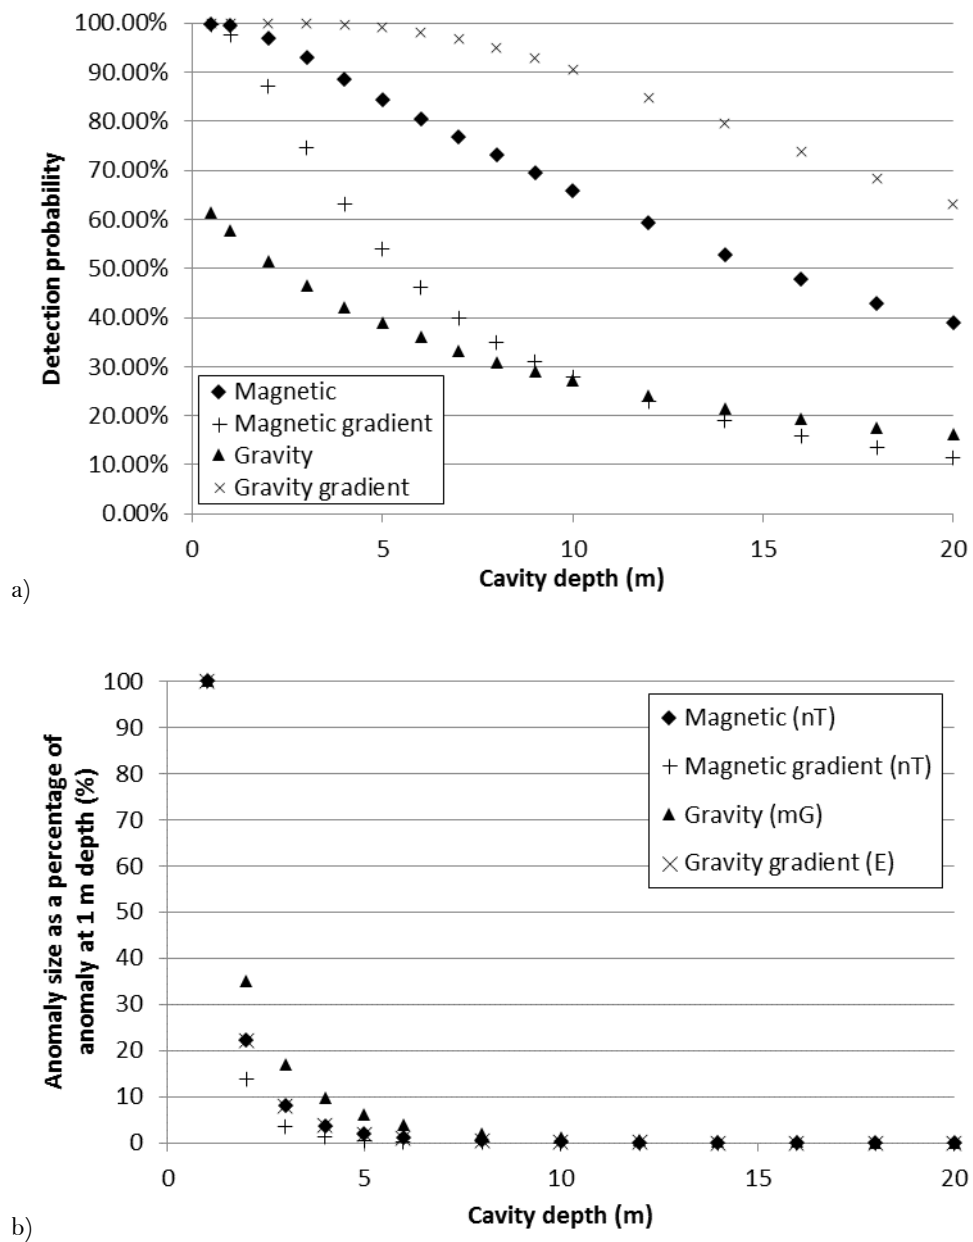 100.00%
90.00%
80.00%
70.00%
60.00%
50.00%
40.00%
30.00%
20.00%
10.00%
0.00%
Detection probability
Magnetic
Magnetic gradient
Gravity
Gravity gradient
0 5 10 15 20
Cavity depth (m)
a)
100
90
80
70
60
50
40
30
20
10
0
Anomaly size as a percentage of
anomaly at 1 m depth (%)
Magnetic (nT)
Magnetic gradient (nT)
Gravity (mG)
Gravity gradient (E)
0 5 10 15 20
Cavity depth (m)
b)